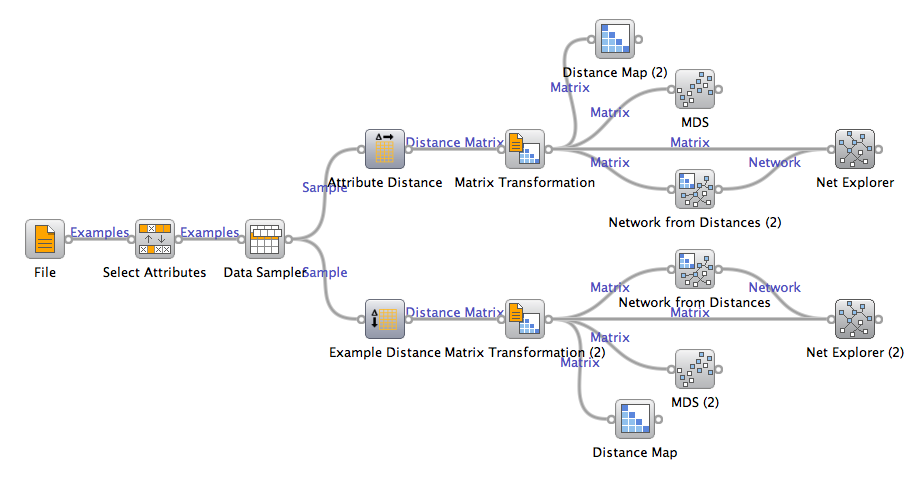 Distance Map (2)
Matrix
MDS
Matrix
Distance Matrix
Matrix
Attribute Distance
Matrix Transformation
Matrix
Network
Net Explorer
Sample
Network from Distances (2)
Examples
Examples
File
Select Attributes
Data Sampler
Sample
Matrix
Network
Network from Distances
Distance Matrix
Matrix
Example Distance
Matrix Transformation (2)
Matrix
Net Explorer (2)
Matrix
MDS (2)
Distance Map